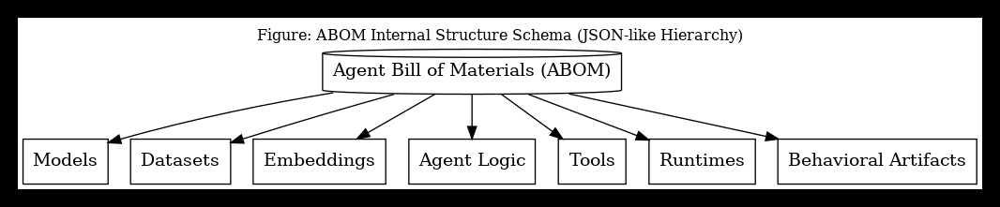 Figure: ABOM Internal Structure Schema (JSON-like Hierarchy)
Agent Bill of Materials (ABOM)
Models
Datasets
Embeddings
Agent Logic
Tools
Runtimes
Behavioral Artifacts